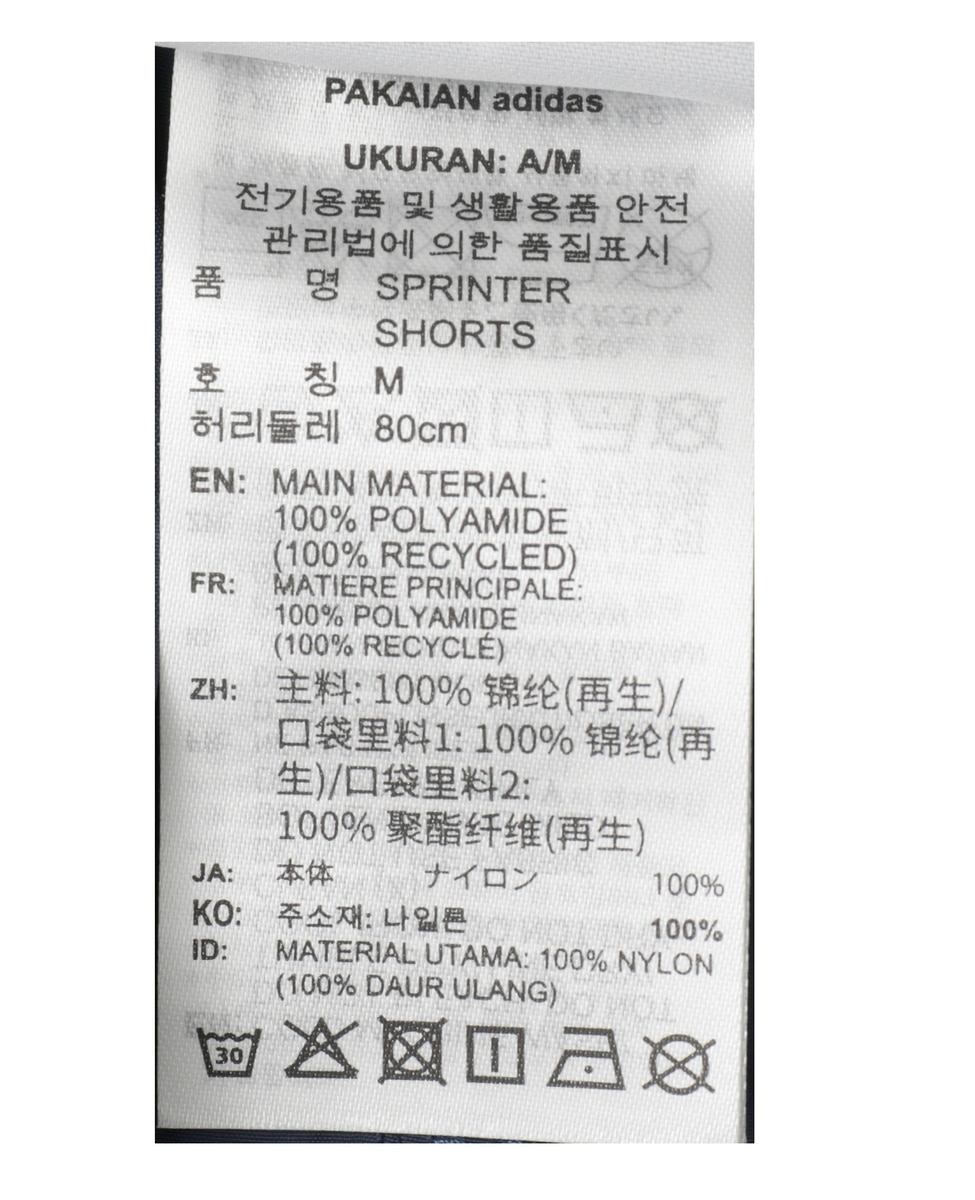 PAKAIAN adidas
UKURAN: A/M
전기용품 및 생활용품 안전
관리법에 의한 품질표시
품 명 SPRINTER
SHORTS
호 칭 M
허리둘레 80cm
EN: MAIN MATERIAL:
100% POLYAMIDE
(100% RECYCLED)
FR: MATIERE PRINCIPALE:
100% POLYAMIDE
(100% RECYCLÉ)
ZH: 主料: 100% 锦纶(再生)/
口袋里料1: 100% 锦纶(再
生)/口袋里料2:
100% 聚酯纤维(再生)
JA: 本体 ナイロン 100%
KO: 주소재: 나일론 100%
ID: MATERIAL UTAMA: 100% NYLON
(100% DAUR ULANG)
30